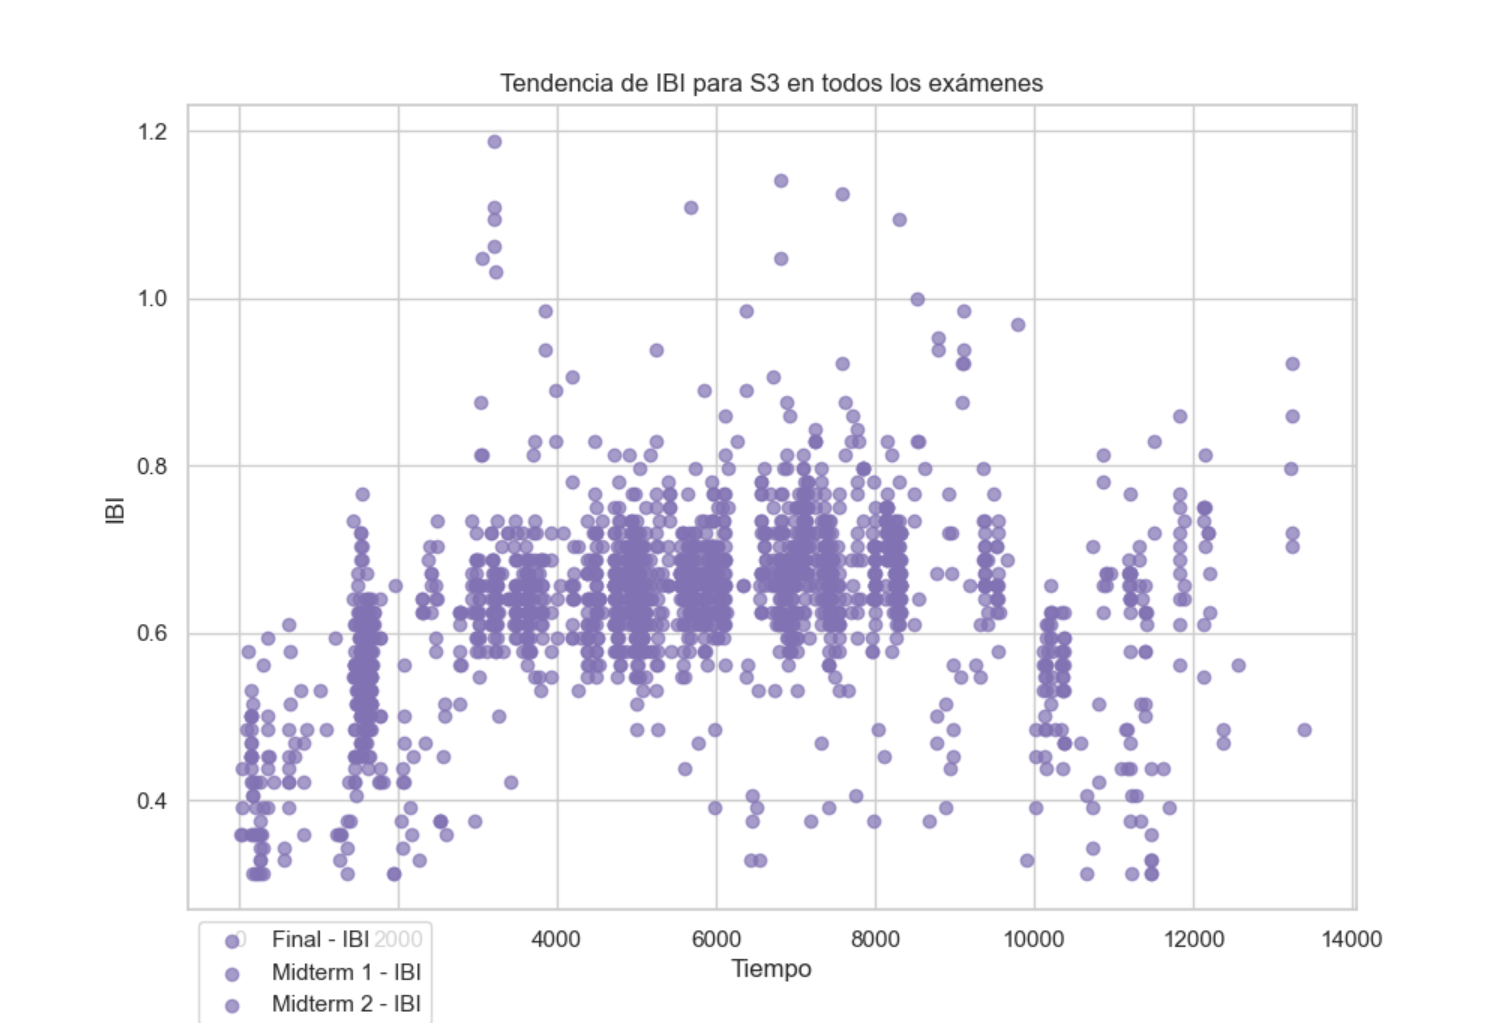 Tendencia de IBI para S3 en todos los exámenes
1.2
1.0
0.8
0.6
0.4
IBI
0 2000 4000 6000 8000 10000 12000 14000
Tiempo
Final - IBI
Midterm 1 - IBI
Midterm 2 - IBI